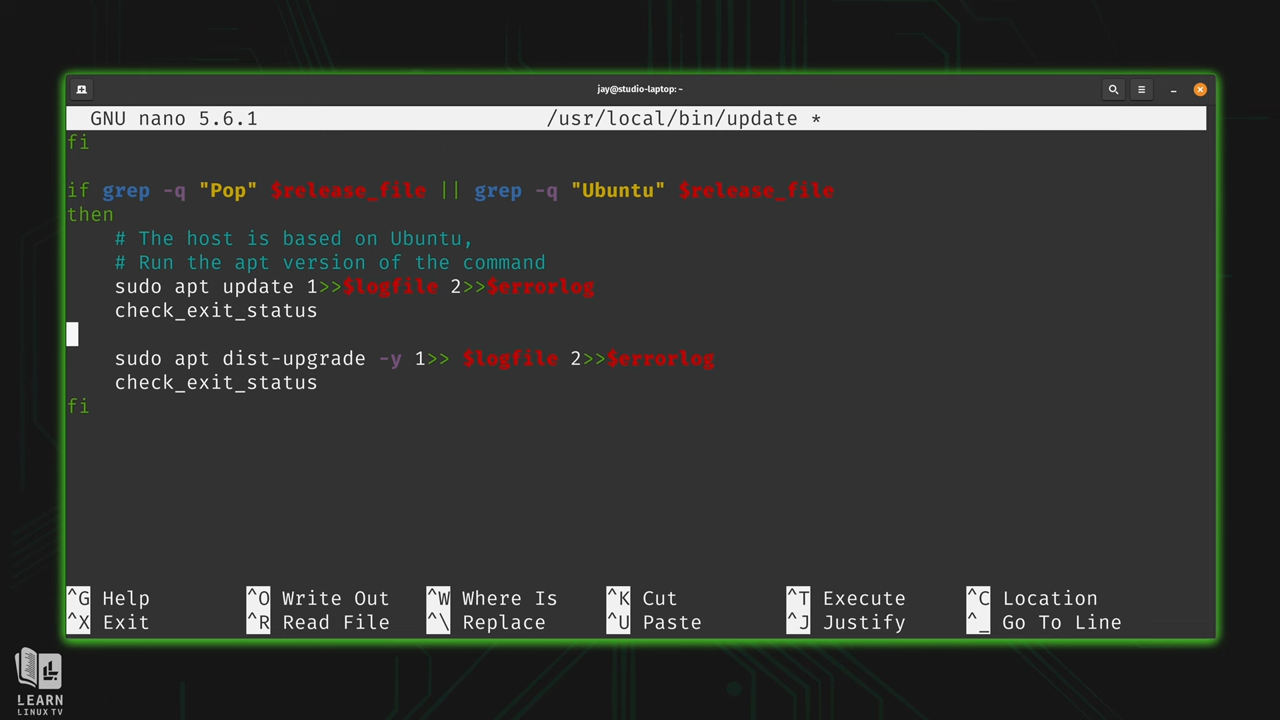 jay@studio-laptop: ~
GNU nano 5.6.1 /usr/local/bin/update *
fi
if grep -q "Pop" $release_file || grep -q "Ubuntu" $release_file
then
# The host is based on Ubuntu,
# Run the apt version of the command
sudo apt update 1>>$logfile 2>>$errorlog
check_exit_status
sudo apt dist-upgrade -y 1>> $logfile 2>>$errorlog
check_exit_status
fi
^G Help ^O Write Out ^W Where Is ^K Cut ^T Execute ^C Location
^X Exit ^R Read File ^\ Replace ^U Paste ^J Justify ^_ Go To Line
LEARN
LINUX TV